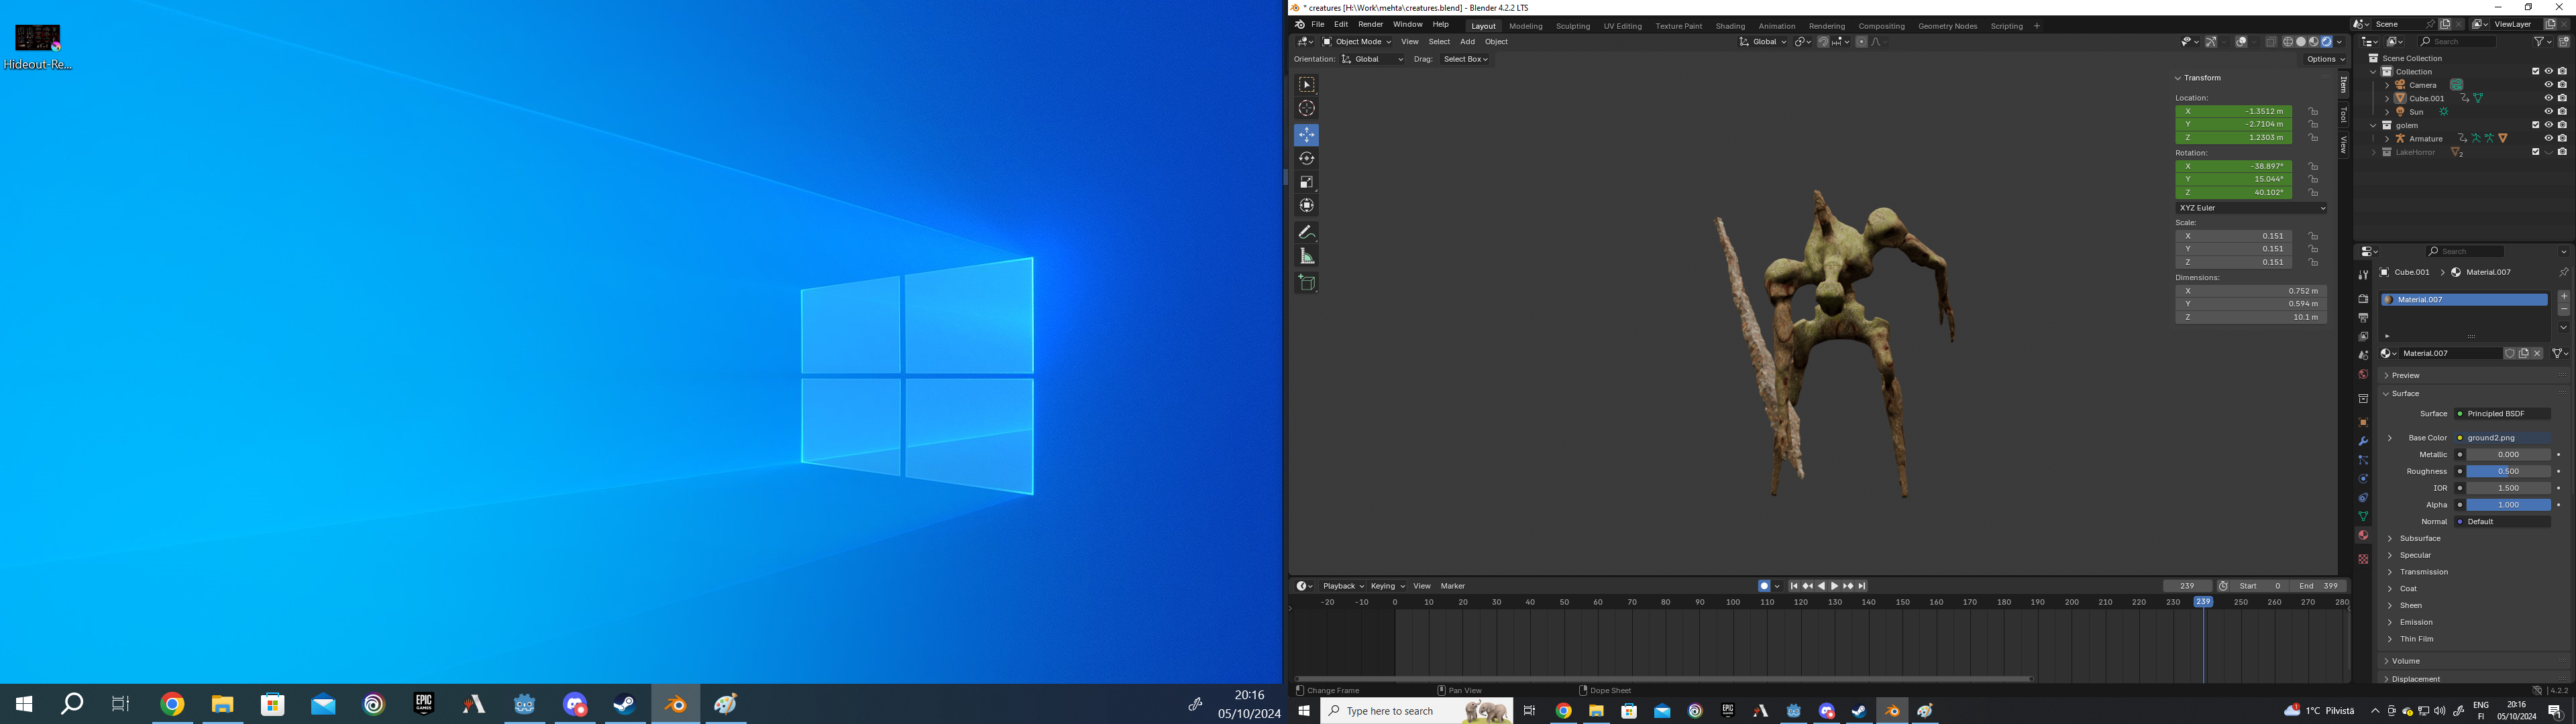 Hideout-Re...
20:16
05/10/2024
* creatures [H:\Work\mehta\creatures.blend] - Blender 4.2.2 LTS
File Edit Render Window Help Layout Modeling Sculpting UV Editing Texture Paint Shading Animation Rendering Compositing Geometry Nodes Scripting + Scene ViewLayer
Object Mode View Select Add Object Global Search
Orientation: Global Drag: Select Box Options
Transform
Location:
X -1.3512 m
Y -2.7104 m
Z 1.2303 m
Rotation:
X -38.897°
Y 15.044°
Z 40.102°
XYZ Euler
Scale:
X 0.151
Y 0.151
Z 0.151
Dimensions:
X 0.752 m
Y 0.594 m
Z 10.1 m
Item
Tool
View
Scene Collection
Collection
Camera
Cube.001
Sun
golem
Armature
LakeHorror 2
Search
Cube.001 > Material.007
Material.007
Material.007
Preview
Surface
Surface Principled BSDF
Base Color ground2.png
Metallic 0.000
Roughness 0.500
IOR 1.500
Alpha 1.000
Normal Default
Subsurface
Specular
Transmission
Coat
Sheen
Emission
Thin Film
Volume
Displacement
Playback Keying View Marker 239 Start 0 End 399
-20 -10 0 10 20 30 40 50 60 70 80 90 100 110 120 130 140 150 160 170 180 190 200 210 220 230 239 250 260 270 280
Change Frame Pan View Dope Sheet 4.2.2
EPIC GAMES
Type here to search
EPIC GAMES
1°C Pilvistä
ENG
FI
20:16
05/10/2024